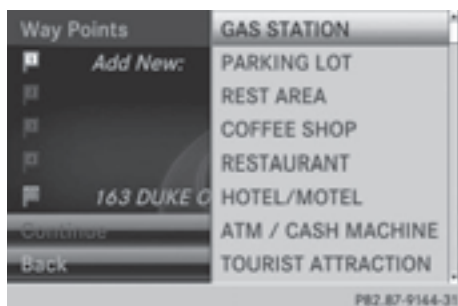 Way Points
Add New:
163 DUKE O
Continue
Back
GAS STATION
PARKING LOT
REST AREA
COFFEE SHOP
RESTAURANT
HOTEL/MOTEL
ATM / CASH MACHINE
TOURIST ATTRACTION
P82.87-9144-31